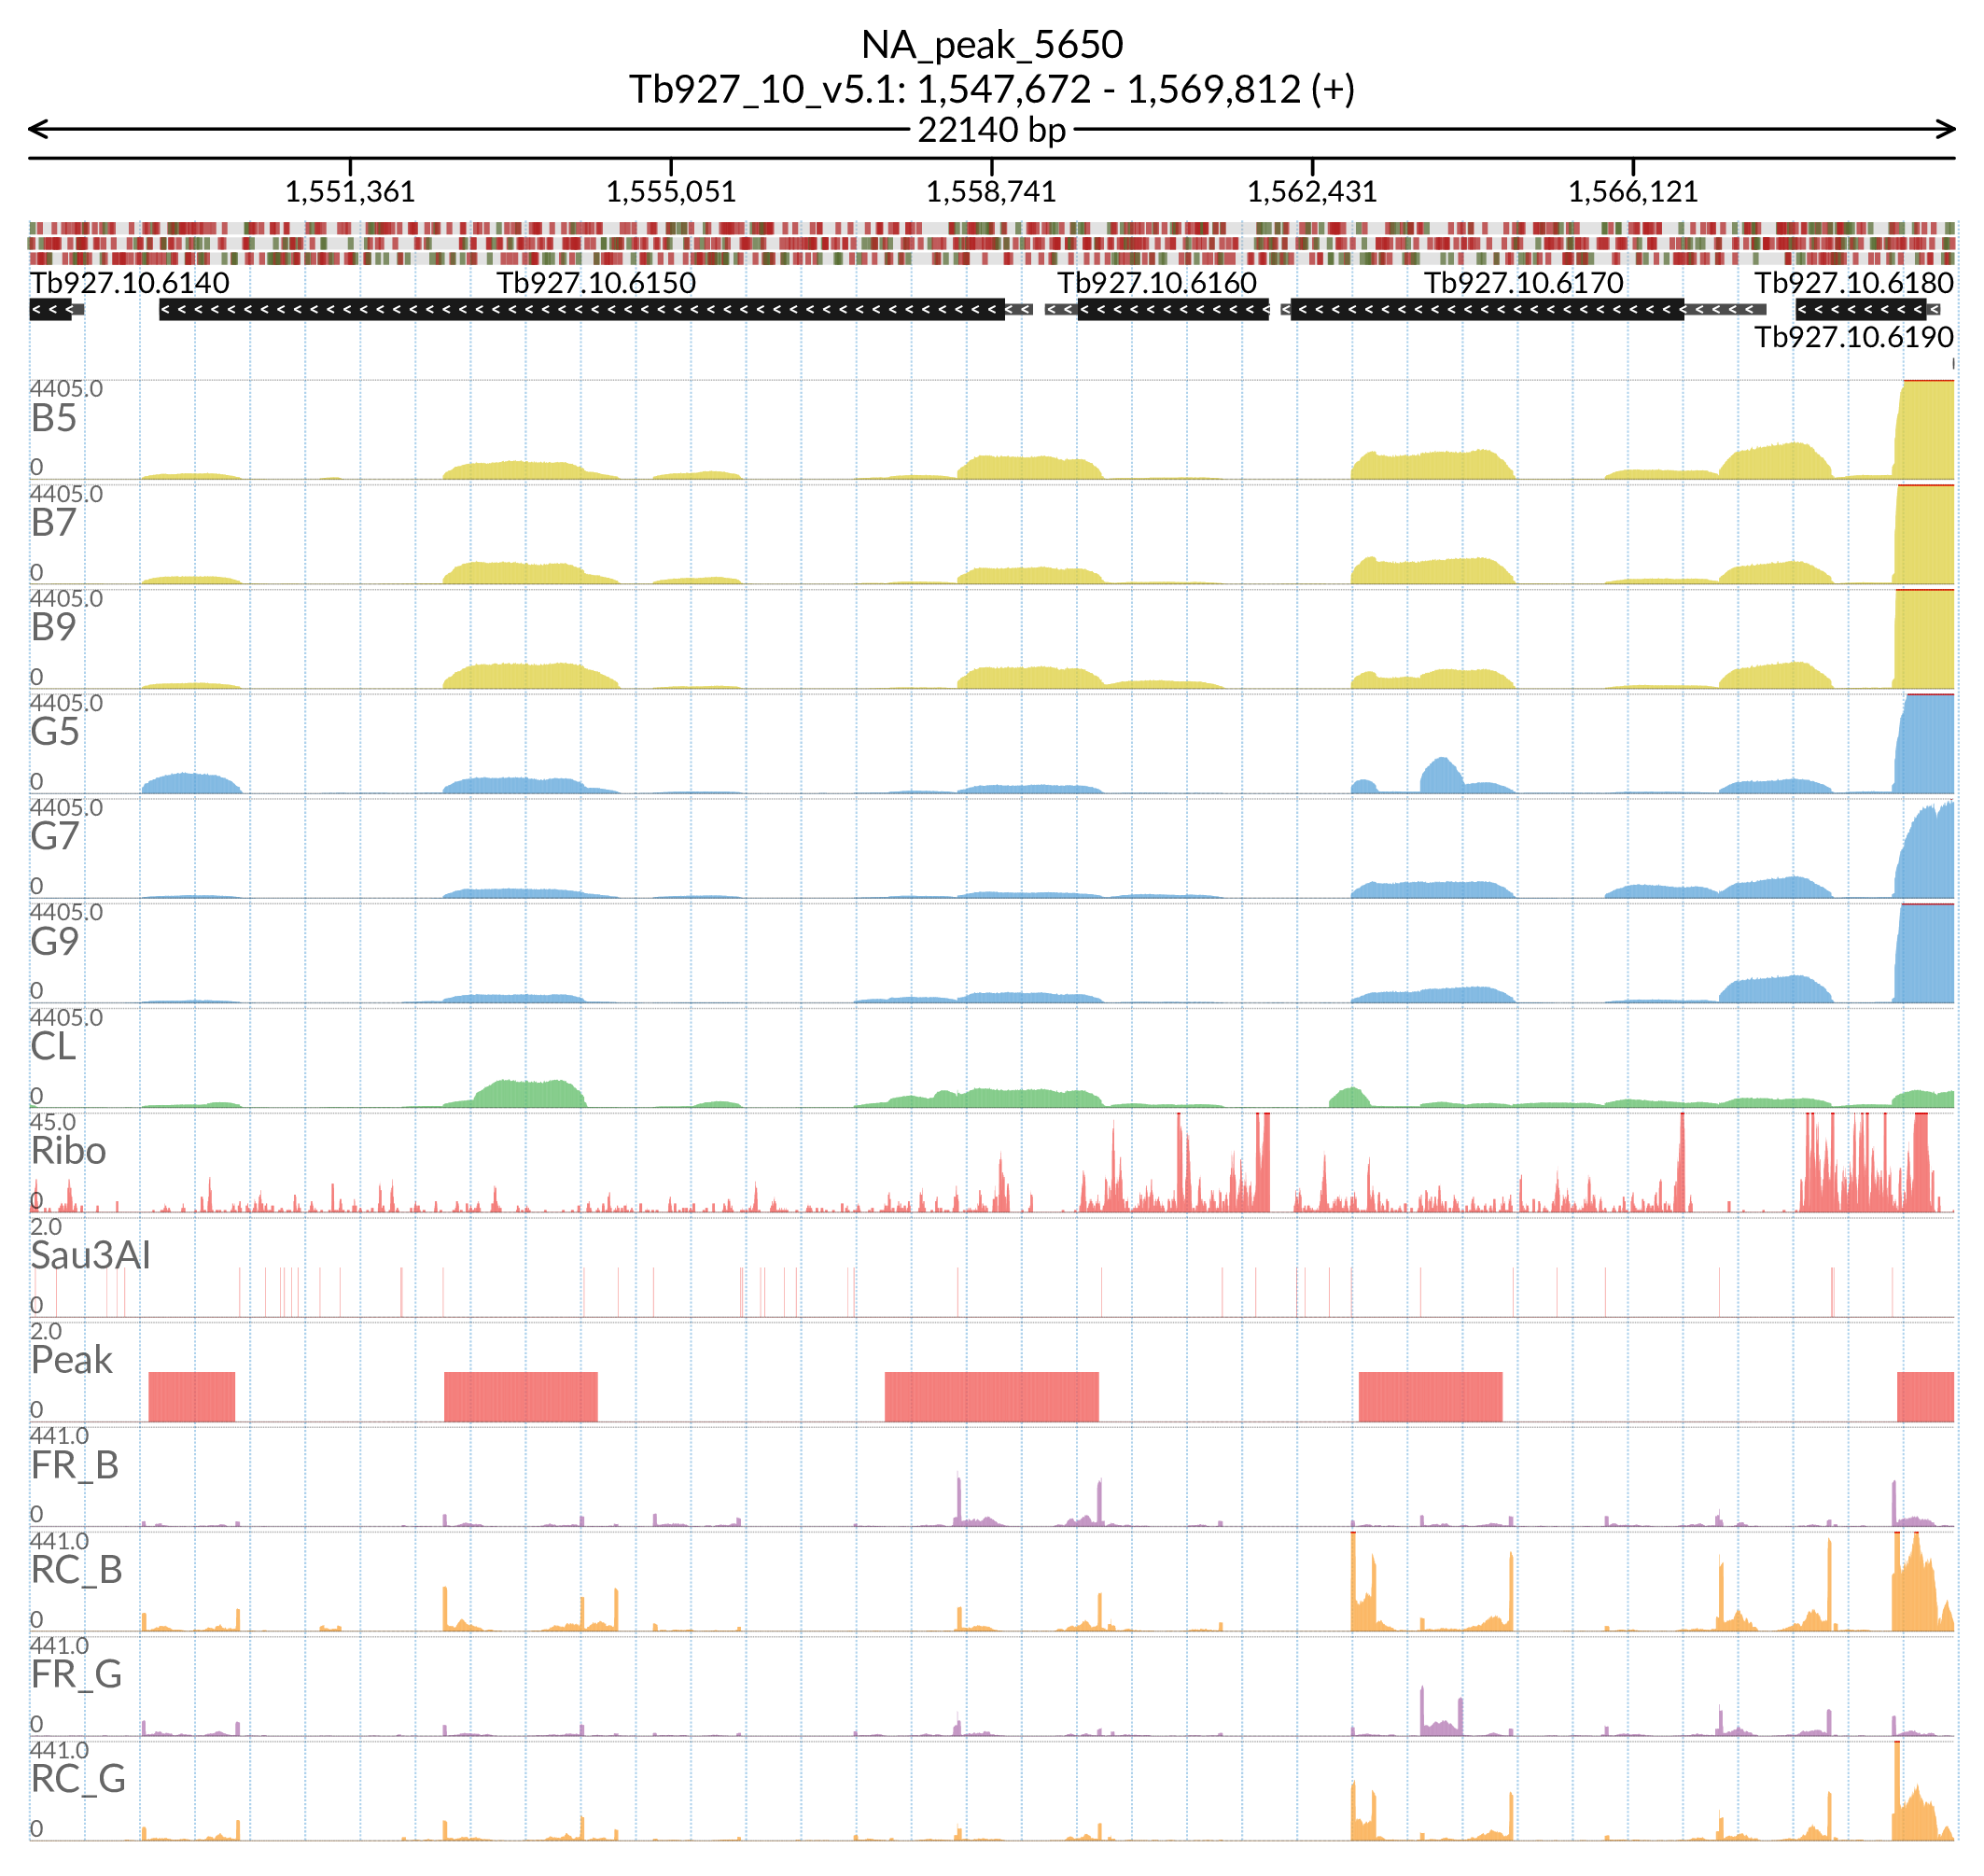 NA_peak_5650
Tb927_10_v5.1: 1,547,672 - 1,569,812 (+)
22140 bp
1,551,361 1,555,051 1,558,741 1,562,431 1,566,121
Tb927.10.6140 Tb927.10.6150 Tb927.10.6160 Tb927.10.6170 Tb927.10.6180
Tb927.10.6190
4405.0
B5
0
4405.0
B7
0
4405.0
B9
0
4405.0
G5
0
4405.0
G7
0
4405.0
G9
0
4405.0
CL
0
45.0
Ribo
0
2.0
Sau3AI
0
2.0
Peak
0
441.0
FR_B
0
441.0
RC_B
0
441.0
FR_G
0
441.0
RC_G
0